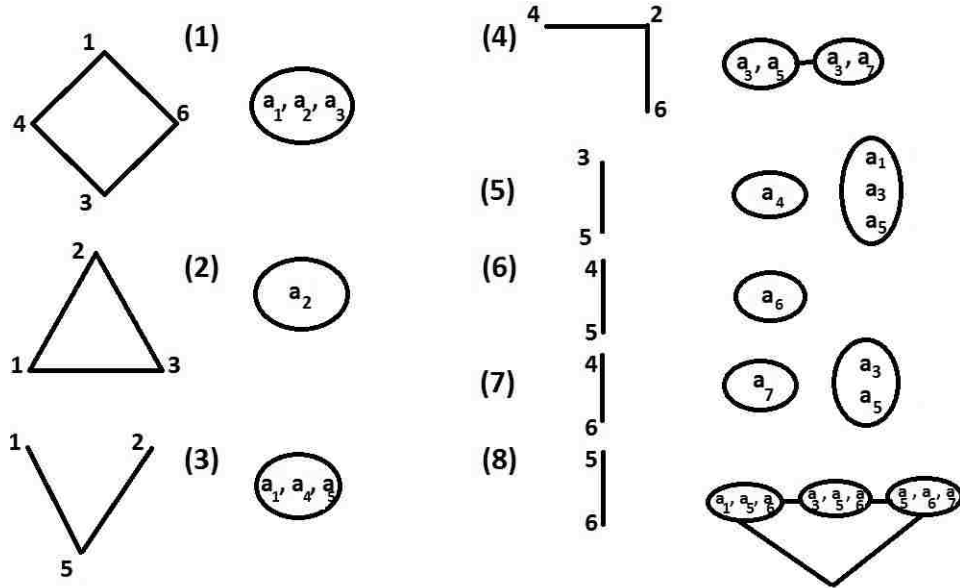 (1)
1
4
6
3
a₁, a₂, a₃
(2)
2
1
3
a₂
(3)
1
2
5
a₁, a₄, a₅
(4)
4
2
6
a₃, a₅
a₃, a₇
(5)
3
5
a₄
a₁
a₃
a₅
(6)
4
5
a₆
(7)
4
6
a₇
a₃
a₅
(8)
5
6
a₁, a₅, a₆
a₃, a₅, a₆
a₅, a₆, a₇